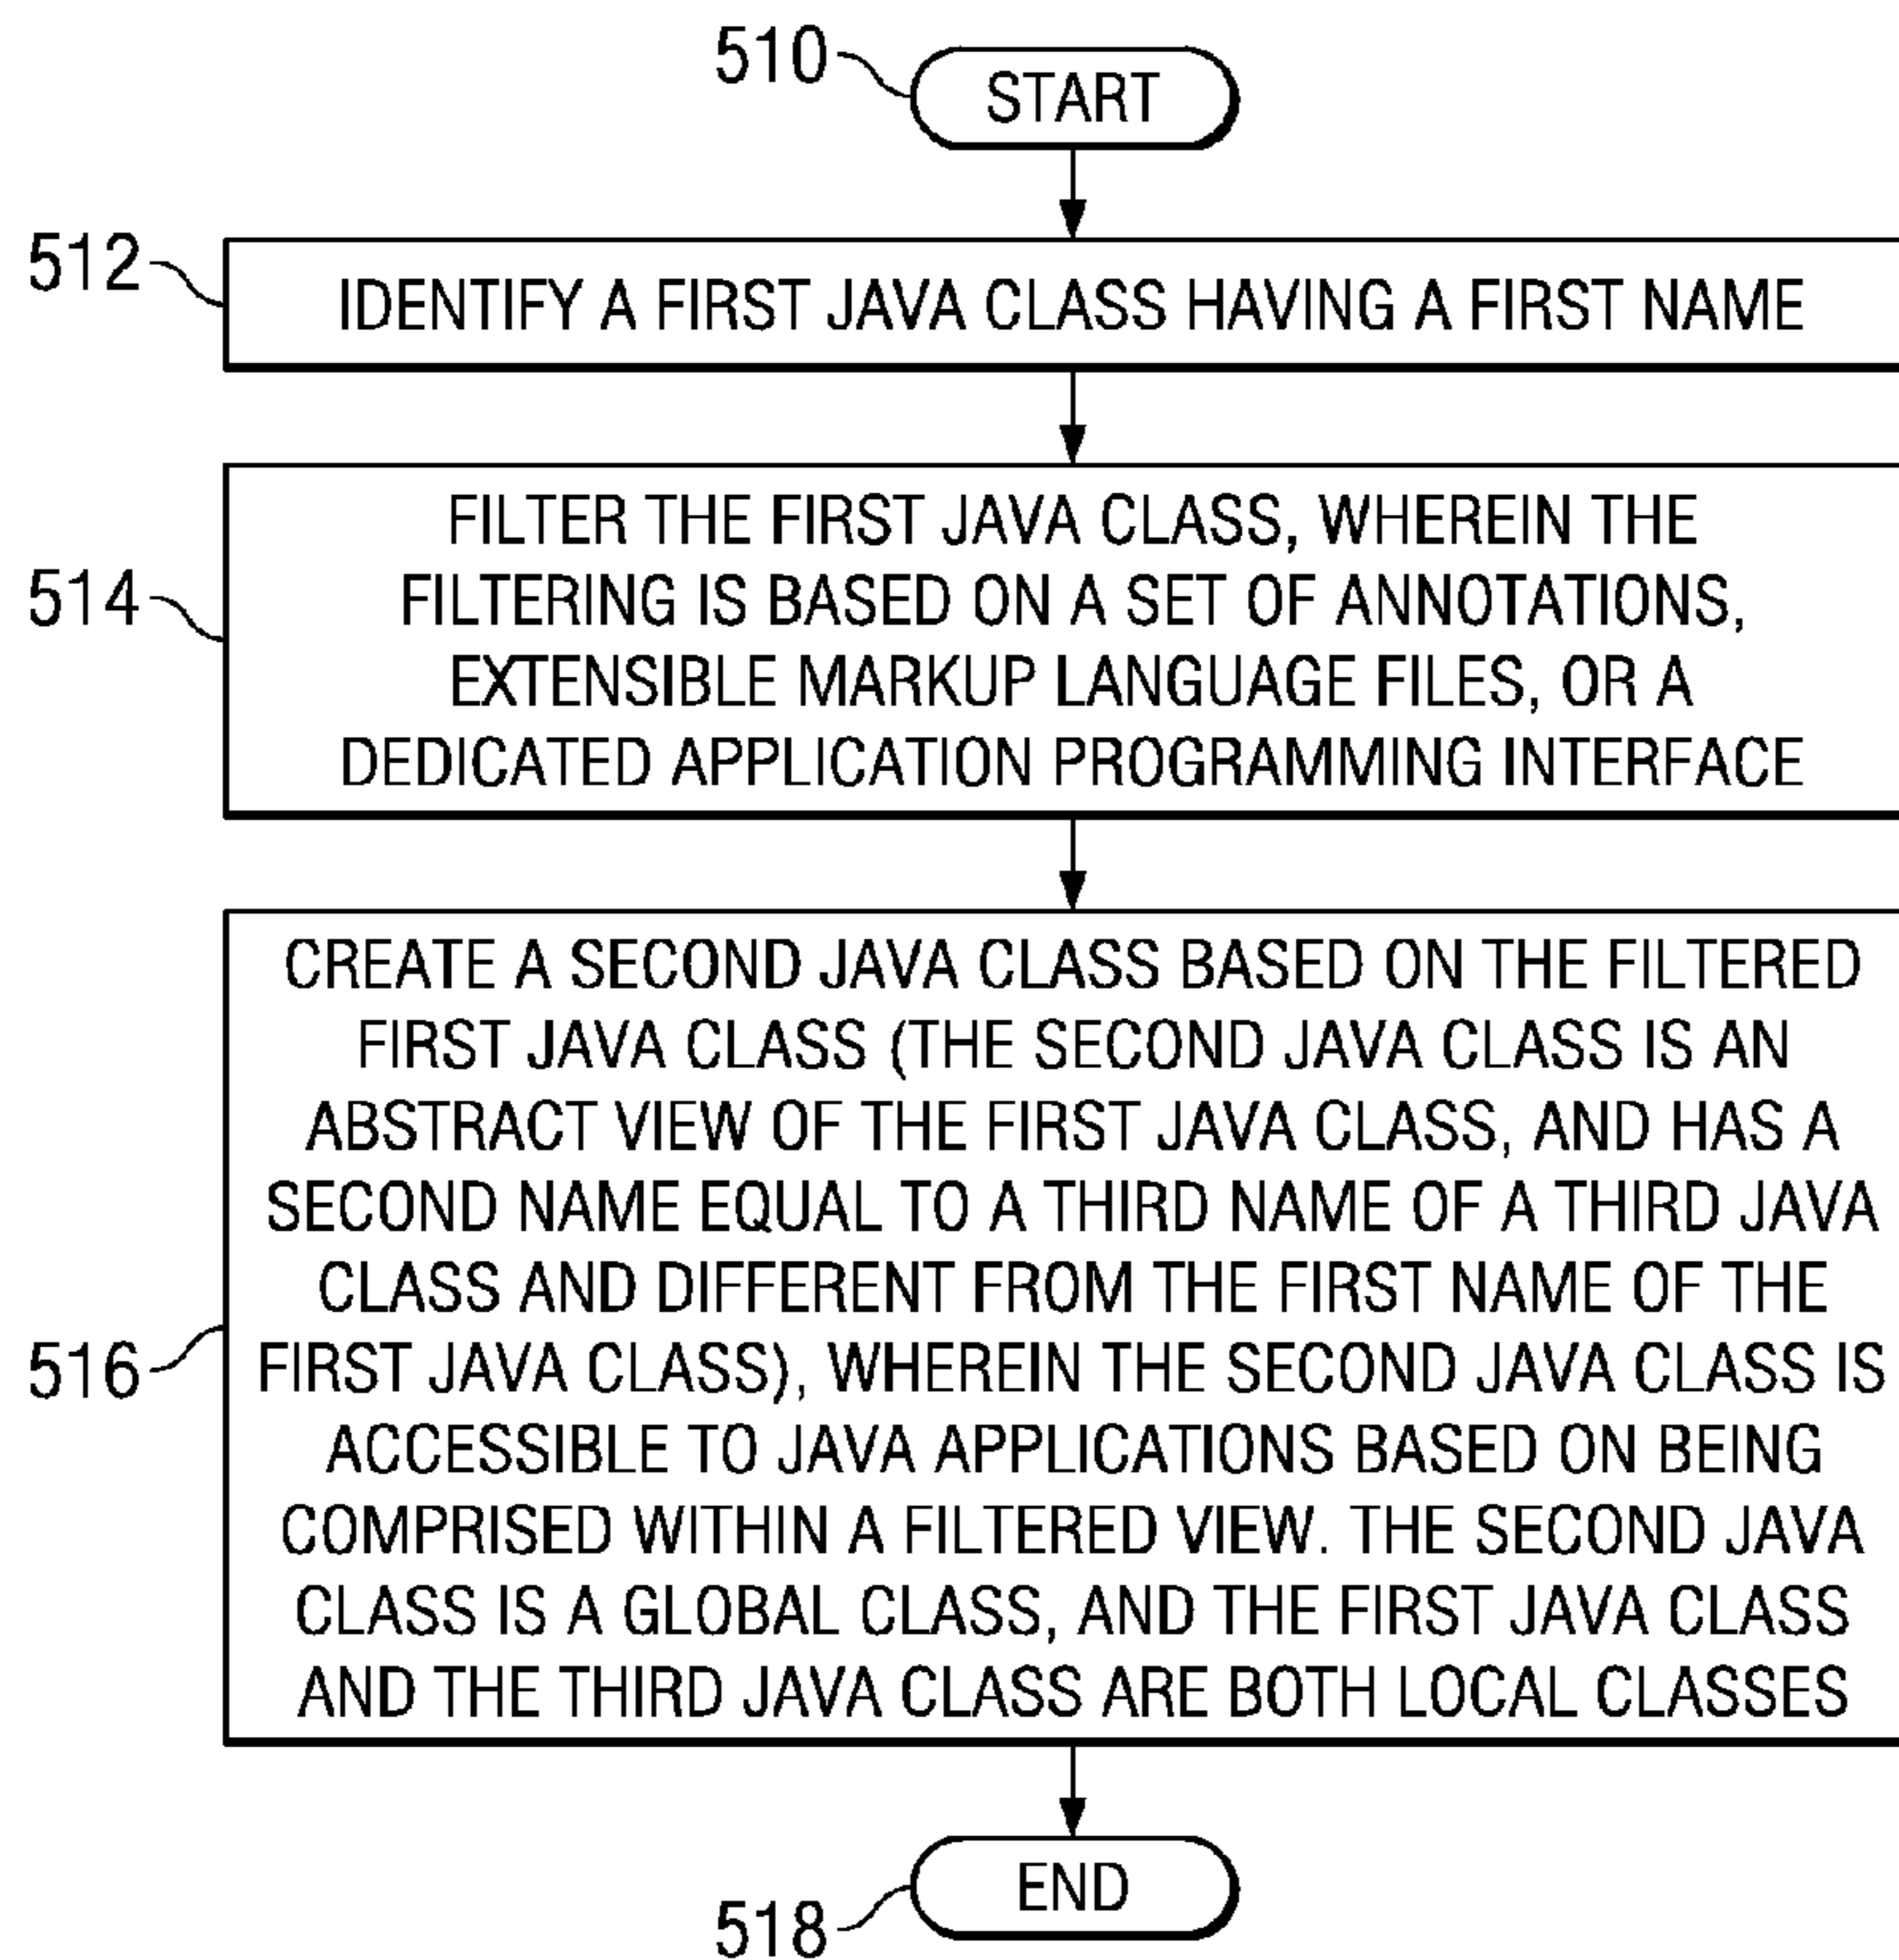 510
START
512
IDENTIFY A FIRST JAVA CLASS HAVING A FIRST NAME
514
FILTER THE FIRST JAVA CLASS, WHEREIN THE
FILTERING IS BASED ON A SET OF ANNOTATIONS,
EXTENSIBLE MARKUP LANGUAGE FILES, OR A
DEDICATED APPLICATION PROGRAMMING INTERFACE
516
CREATE A SECOND JAVA CLASS BASED ON THE FILTERED
FIRST JAVA CLASS (THE SECOND JAVA CLASS IS AN
ABSTRACT VIEW OF THE FIRST JAVA CLASS, AND HAS A
SECOND NAME EQUAL TO A THIRD NAME OF A THIRD JAVA
CLASS AND DIFFERENT FROM THE FIRST NAME OF THE
FIRST JAVA CLASS), WHEREIN THE SECOND JAVA CLASS IS
ACCESSIBLE TO JAVA APPLICATIONS BASED ON BEING
COMPRISED WITHIN A FILTERED VIEW. THE SECOND JAVA
CLASS IS A GLOBAL CLASS, AND THE FIRST JAVA CLASS
AND THE THIRD JAVA CLASS ARE BOTH LOCAL CLASSES
END
518